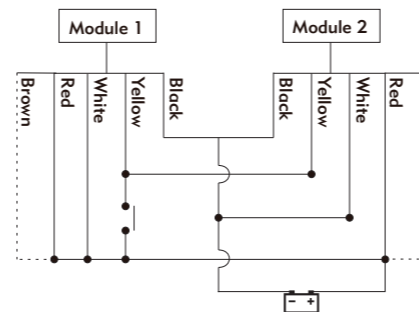 Module 1
Module 2
Brown
Red
White
Yellow
Black
Black
Yellow
White
Red
- +